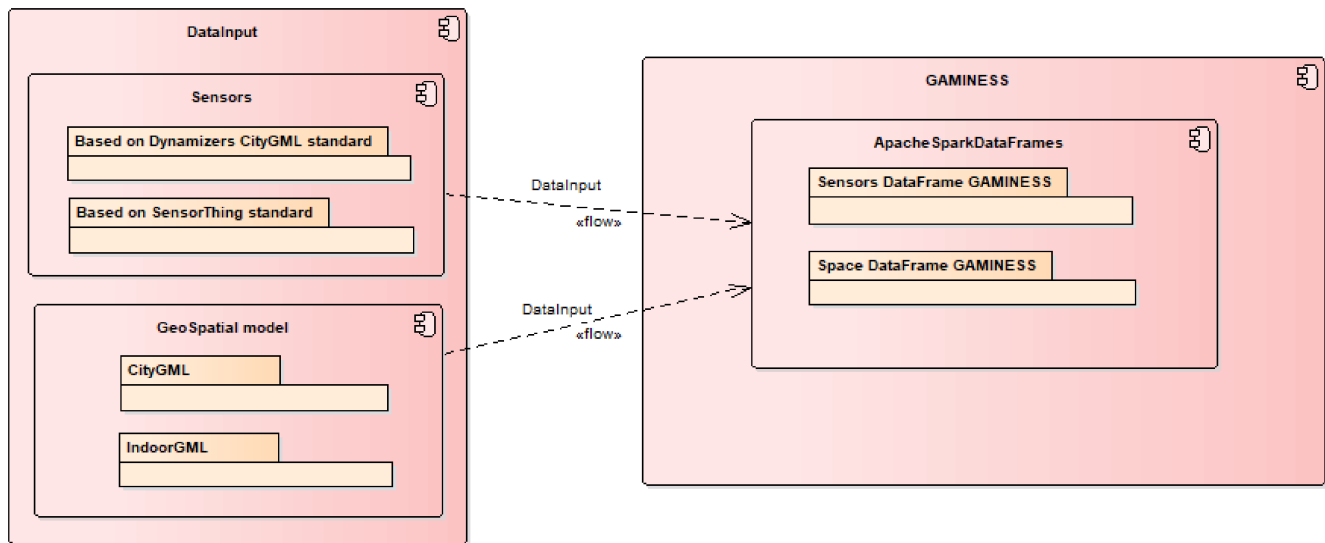 DataInput
Sensors
Based on Dynamizers CityGML standard
Based on SensorThing standard
GeoSpatial model
CityGML
IndoorGML
DataInput
«flow»
DataInput
«flow»
GAMINESS
ApacheSparkDataFrames
Sensors DataFrame GAMINESS
Space DataFrame GAMINESS